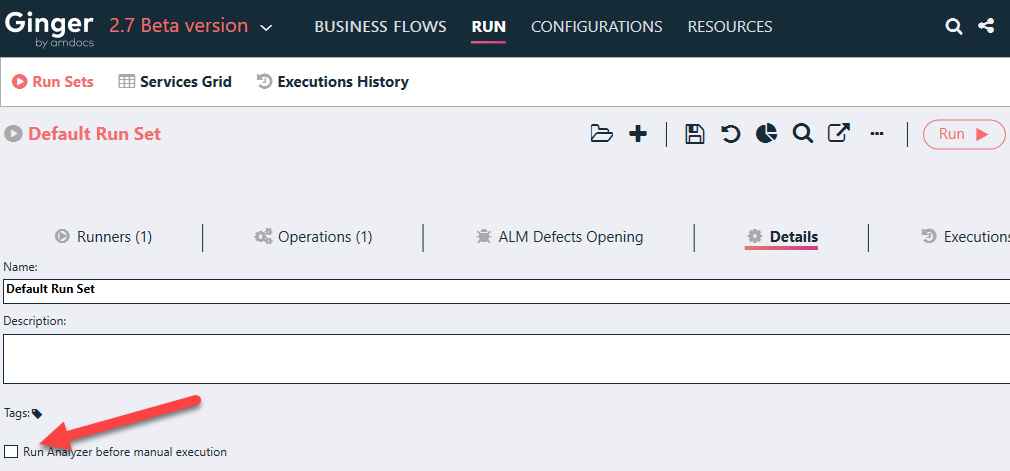 Ginger 2.7 Beta version BUSINESS FLOWS RUN CONFIGURATIONS RESOURCES
by amdocs
Run Sets Services Grid Executions History
Default Run Set Run
Runners (1) Operations (1) ALM Defects Opening Details Executions
Name:
Default Run Set
Description:
Tags:
Run Analyzer before manual execution